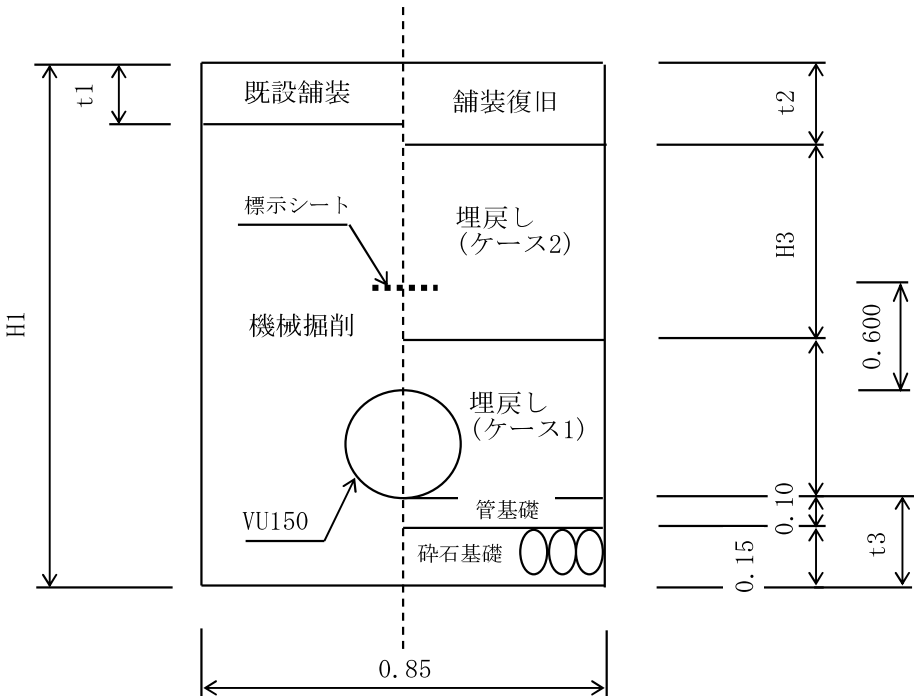 t1
既設舗装
舗装復旧
t2
標示シート
埋戻し
(ケース2)
H3
H1
機械掘削
0.600
埋戻し
(ケース1)
VU150
管基礎
0.10
砕石基礎
0.15
t3
0.85